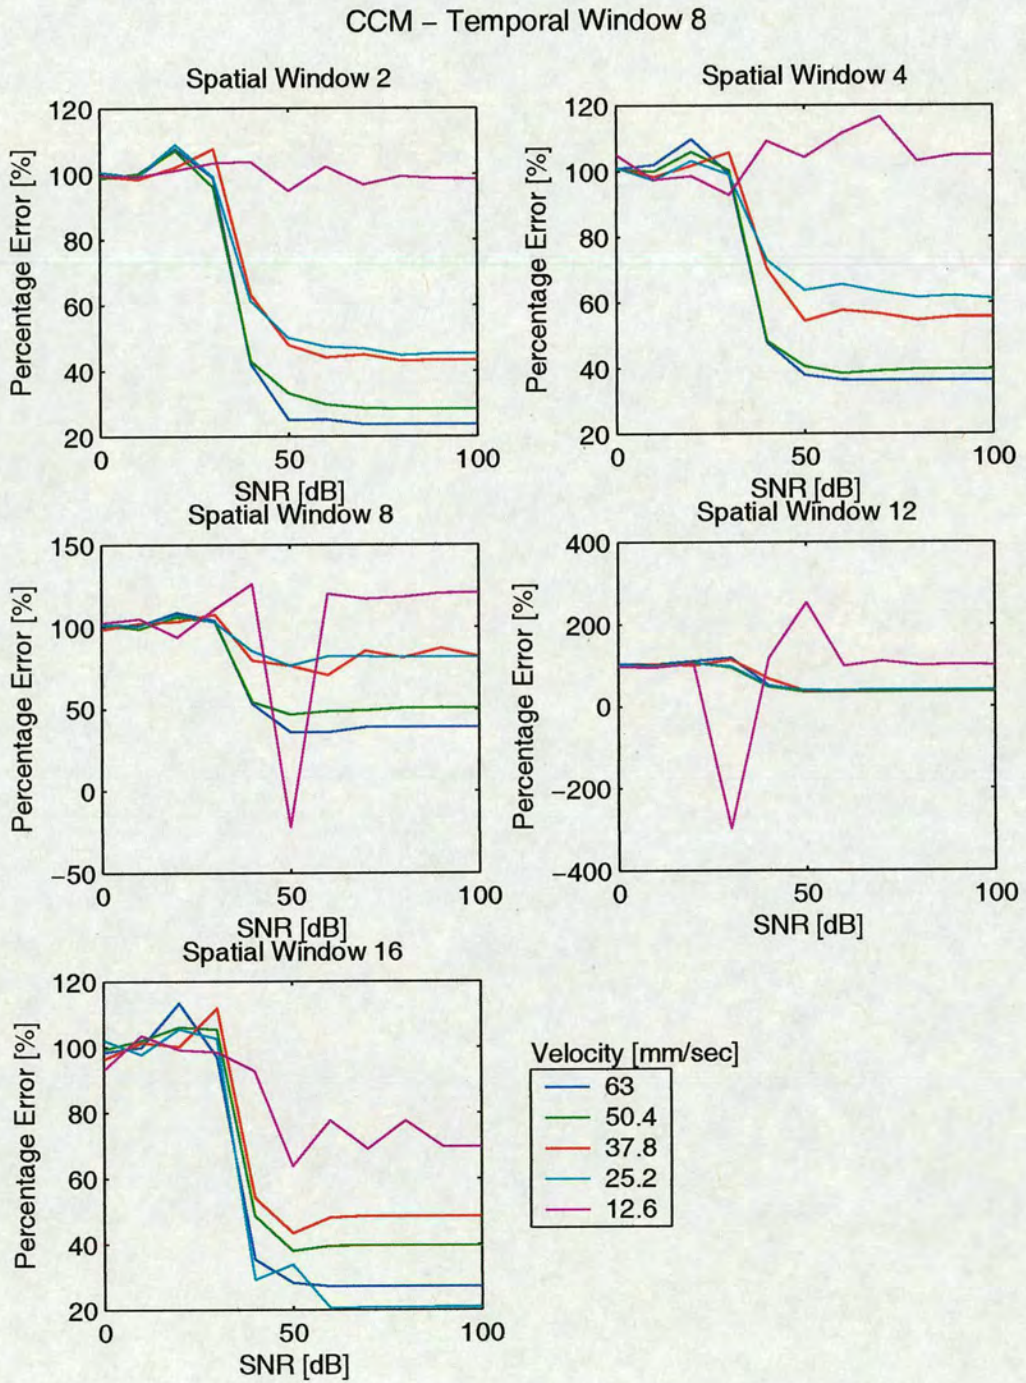 CCM – Temporal Window 8
Spatial Window 2
Percentage Error [%]
120
100
80
60
40
20
0
50
100
SNR [dB]
Spatial Window 4
Percentage Error [%]
120
100
80
60
40
20
0
50
100
SNR [dB]
Spatial Window 8
Percentage Error [%]
150
100
50
0
−50
0
50
100
SNR [dB]
Spatial Window 12
Percentage Error [%]
400
200
0
−200
−400
0
50
100
SNR [dB]
Spatial Window 16
Percentage Error [%]
120
100
80
60
40
20
0
50
100
SNR [dB]
Velocity [mm/sec]
63
50.4
37.8
25.2
12.6